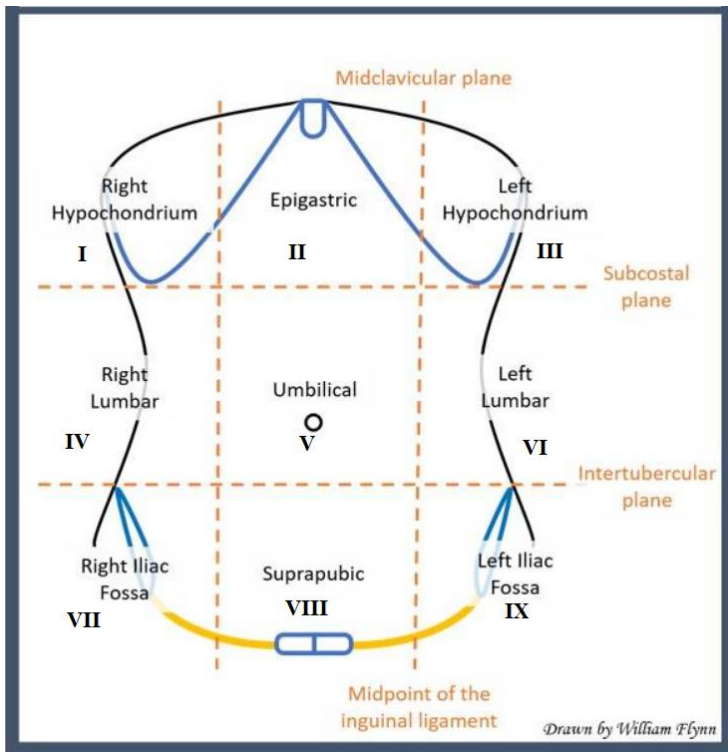 Midclavicular plane
Right
Hypochondrium
I
Epigastric
II
Left
Hypochondrium
III
Subcostal
plane
Right
Lumbar
IV
Umbilical
V
Left
Lumbar
VI
Intertubercular
plane
Right Iliac
Fossa
VII
Suprapubic
VIII
Left Iliac
Fossa
IX
Midpoint of the
inguinal ligament
Drawn by William Flynn